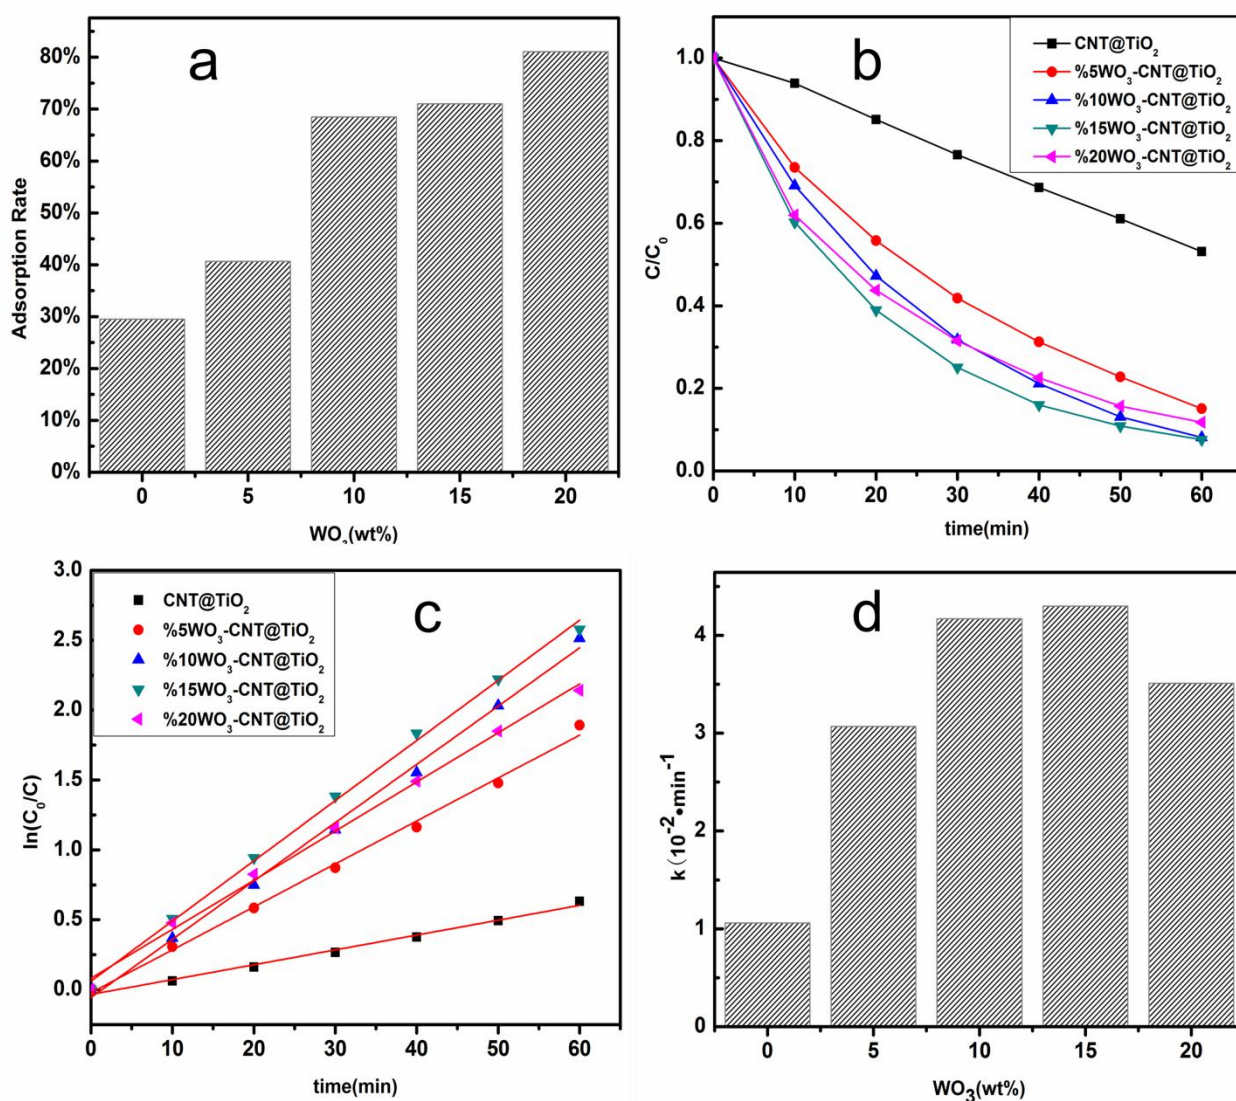 a
80%
70%
60%
50%
40%
30%
20%
10%
0%
Adsorption Rate
0 5 10 15 20
WO₃(wt%)
b
CNT@TiO₂
%5WO₃-CNT@TiO₂
%10WO₃-CNT@TiO₂
%15WO₃-CNT@TiO₂
%20WO₃-CNT@TiO₂
1.0
0.8
0.6
0.4
0.2
0.0
C/C₀
0 10 20 30 40 50 60
time(min)
c
CNT@TiO₂
%5WO₃-CNT@TiO₂
%10WO₃-CNT@TiO₂
%15WO₃-CNT@TiO₂
%20WO₃-CNT@TiO₂
3.0
2.5
2.0
1.5
1.0
0.5
0.0
ln(C₀/C)
0 10 20 30 40 50 60
time(min)
d
4
3
2
1
0
k（10⁻²•min⁻¹
0 5 10 15 20
WO₃(wt%)